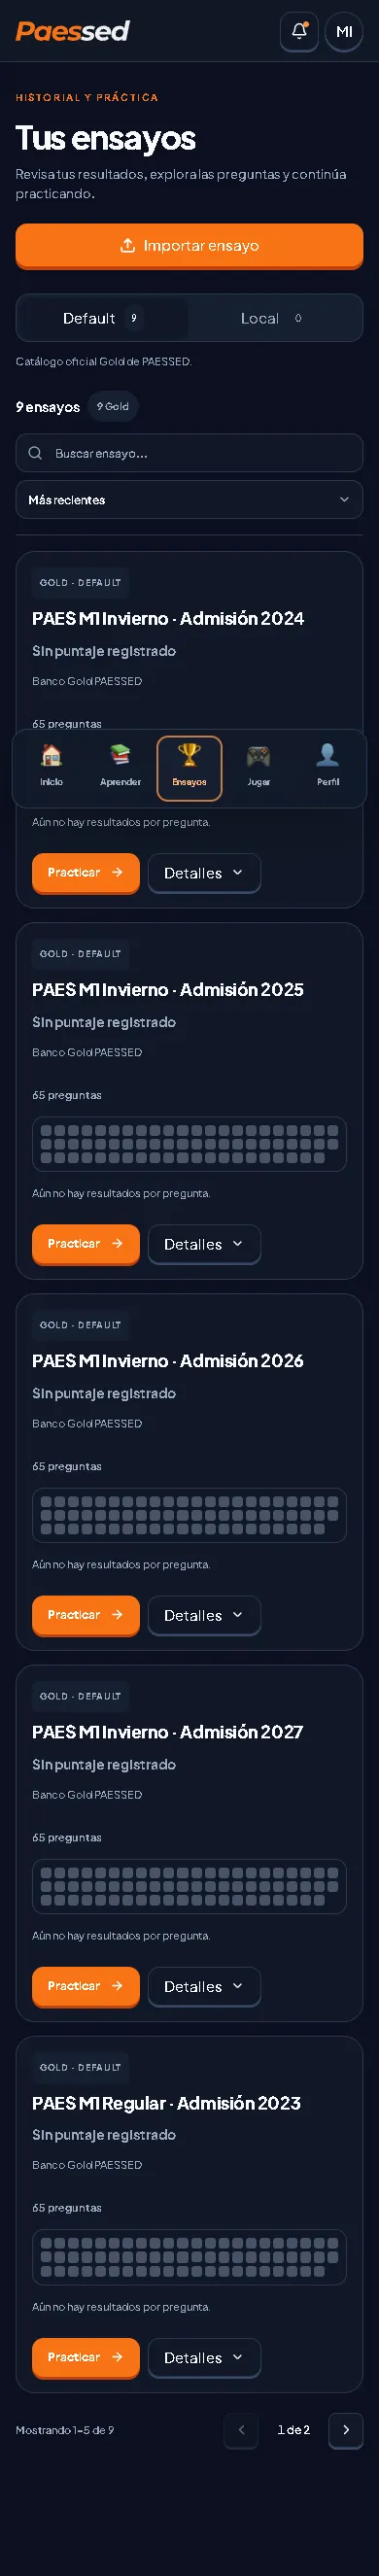 Paessed
MI
HISTORIAL Y PRÁCTICA
Tus ensayos
Revisa tus resultados, explora las preguntas y continúa
practicando.
Importar ensayo
Default 9 Local 0
Catálogo oficial Gold de PAESSED.
9 ensayos 9 Gold
Buscar ensayo...
Más recientes
GOLD · DEFAULT
PAES M1 Invierno · Admisión 2024
Sin puntaje registrado
Banco Gold PAESSED
65 preguntas
Inicio Aprender Ensayos Jugar Perfil
Aún no hay resultados por pregunta.
Practicar Detalles
GOLD · DEFAULT
PAES M1 Invierno · Admisión 2025
Sin puntaje registrado
Banco Gold PAESSED
65 preguntas
Aún no hay resultados por pregunta.
Practicar Detalles
GOLD · DEFAULT
PAES M1 Invierno · Admisión 2026
Sin puntaje registrado
Banco Gold PAESSED
65 preguntas
Aún no hay resultados por pregunta.
Practicar Detalles
GOLD · DEFAULT
PAES M1 Invierno · Admisión 2027
Sin puntaje registrado
Banco Gold PAESSED
65 preguntas
Aún no hay resultados por pregunta.
Practicar Detalles
GOLD · DEFAULT
PAES M1 Regular · Admisión 2023
Sin puntaje registrado
Banco Gold PAESSED
65 preguntas
Aún no hay resultados por pregunta.
Practicar Detalles
Mostrando 1–5 de 9 1 de 2